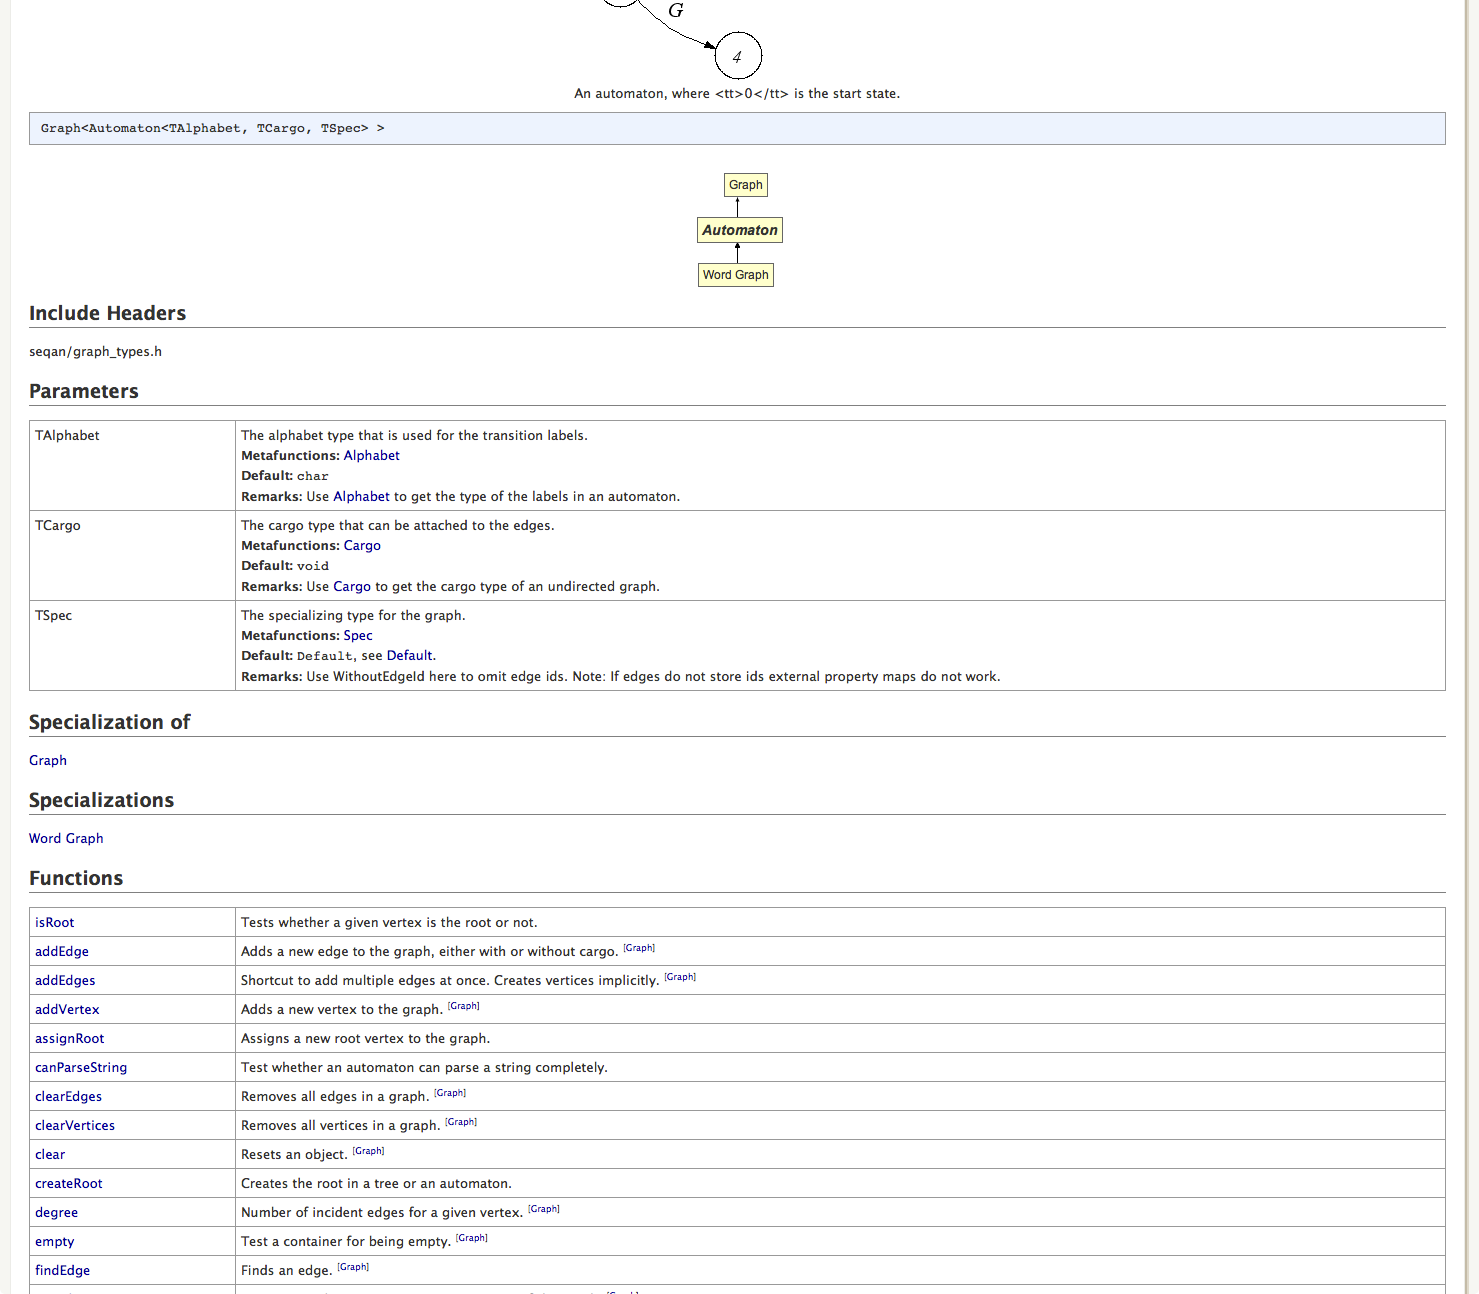 G
4
An automaton, where <tt>0</tt> is the start state.
Graph<Automaton<TAlphabet, TCargo, TSpec> >
Graph
Automaton
Word Graph
Include Headers
seqan/graph_types.h
Parameters
TAlphabet
The alphabet type that is used for the transition labels.
Metafunctions: Alphabet
Default: char
Remarks: Use Alphabet to get the type of the labels in an automaton.
TCargo
The cargo type that can be attached to the edges.
Metafunctions: Cargo
Default: void
Remarks: Use Cargo to get the cargo type of an undirected graph.
TSpec
The specializing type for the graph.
Metafunctions: Spec
Default: Default, see Default.
Remarks: Use WithoutEdgeId here to omit edge ids. Note: If edges do not store ids external property maps do not work.
Specialization of
Graph
Specializations
Word Graph
Functions
isRoot Tests whether a given vertex is the root or not.
addEdge Adds a new edge to the graph, either with or without cargo. [Graph]
addEdges Shortcut to add multiple edges at once. Creates vertices implicitly. [Graph]
addVertex Adds a new vertex to the graph. [Graph]
assignRoot Assigns a new root vertex to the graph.
canParseString Test whether an automaton can parse a string completely.
clearEdges Removes all edges in a graph. [Graph]
clearVertices Removes all vertices in a graph. [Graph]
clear Resets an object. [Graph]
createRoot Creates the root in a tree or an automaton.
degree Number of incident edges for a given vertex. [Graph]
empty Test a container for being empty. [Graph]
findEdge Finds an edge. [Graph]